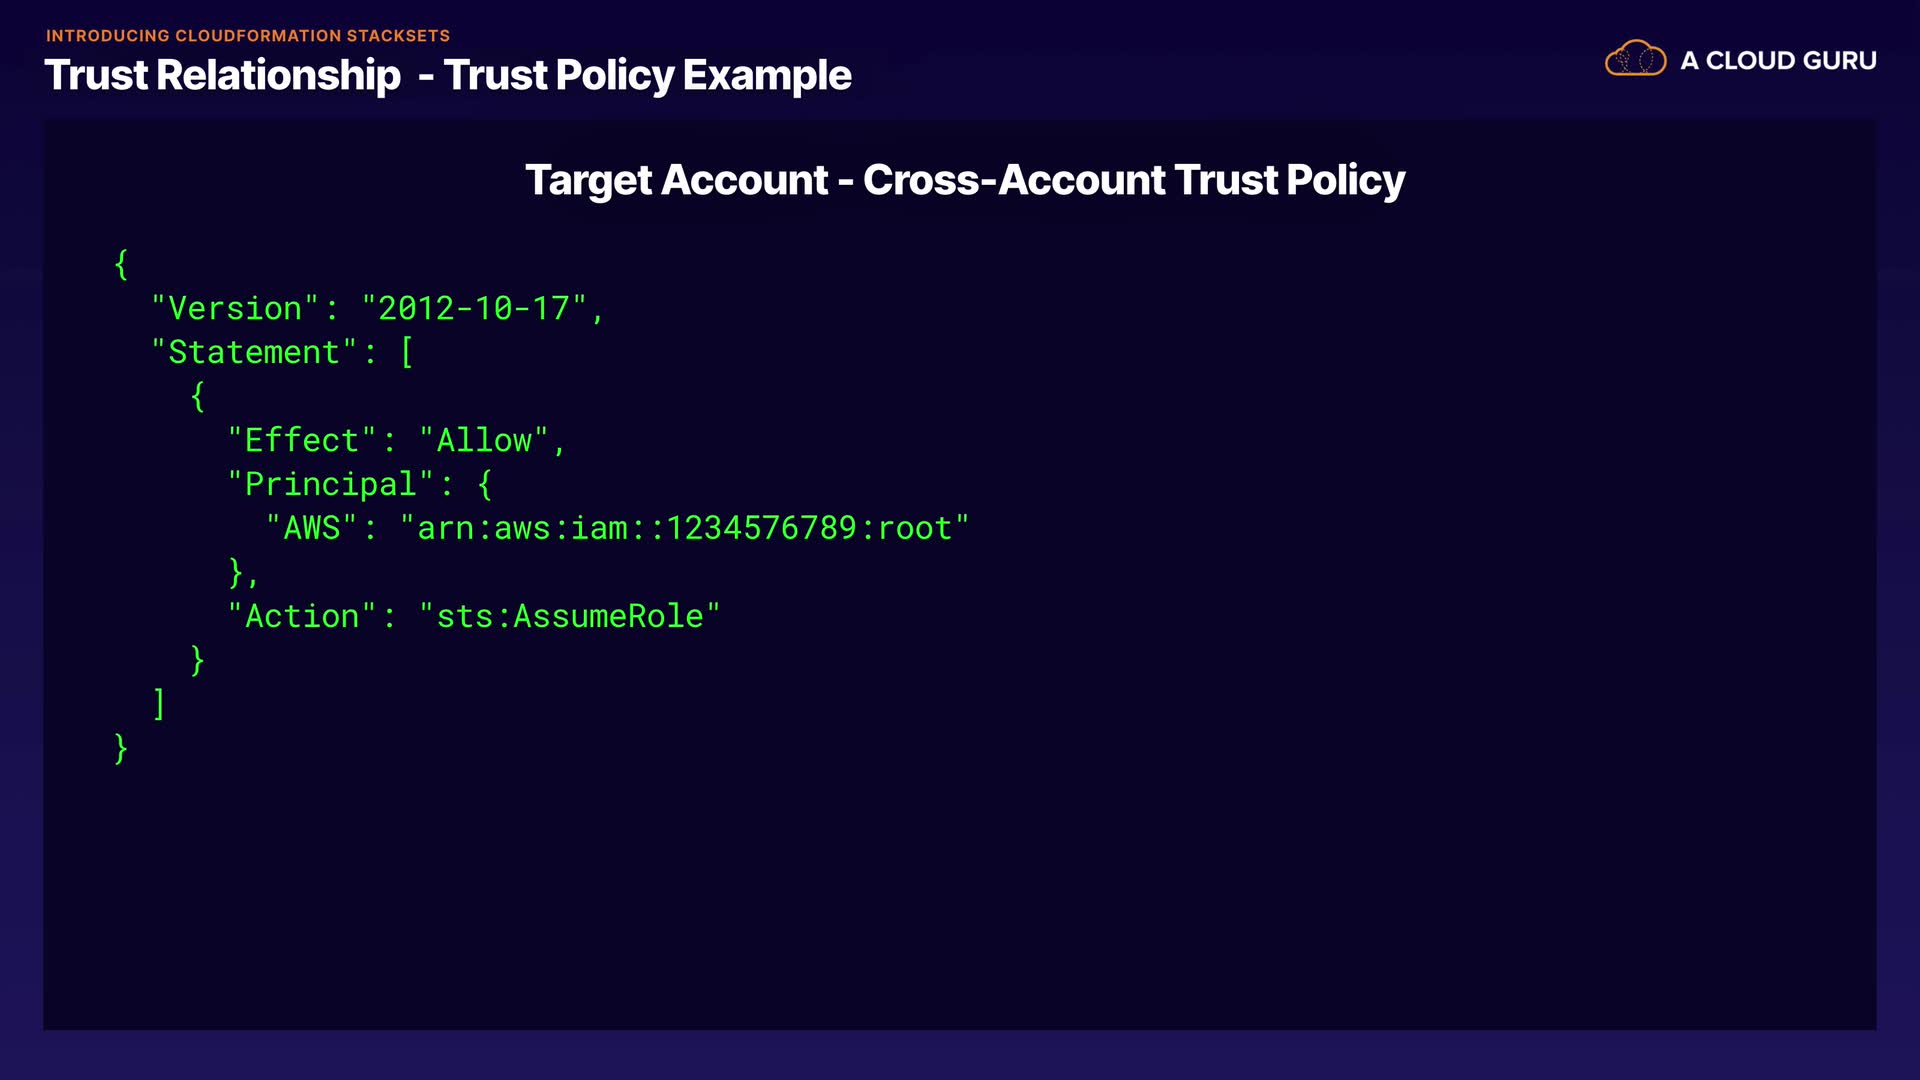 INTRODUCING CLOUDFORMATION STACKSETS
Trust Relationship - Trust Policy Example
A CLOUD GURU
Target Account - Cross-Account Trust Policy
{
  "Version": "2012-10-17",
  "Statement": [
    {
      "Effect": "Allow",
      "Principal": {
        "AWS": "arn:aws:iam::1234576789:root"
      },
      "Action": "sts:AssumeRole"
    }
  ]
}